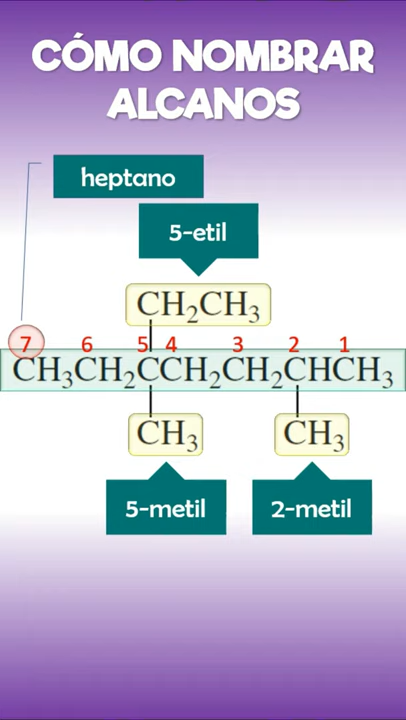 CÓMO NOMBRAR
ALCANOS
heptano
5-etil
CH₂CH₃
7 6 5 4 3 2 1
CH₃CH₂CCH₂CH₂CHCH₃
CH₃ CH₃
5-metil 2-metil